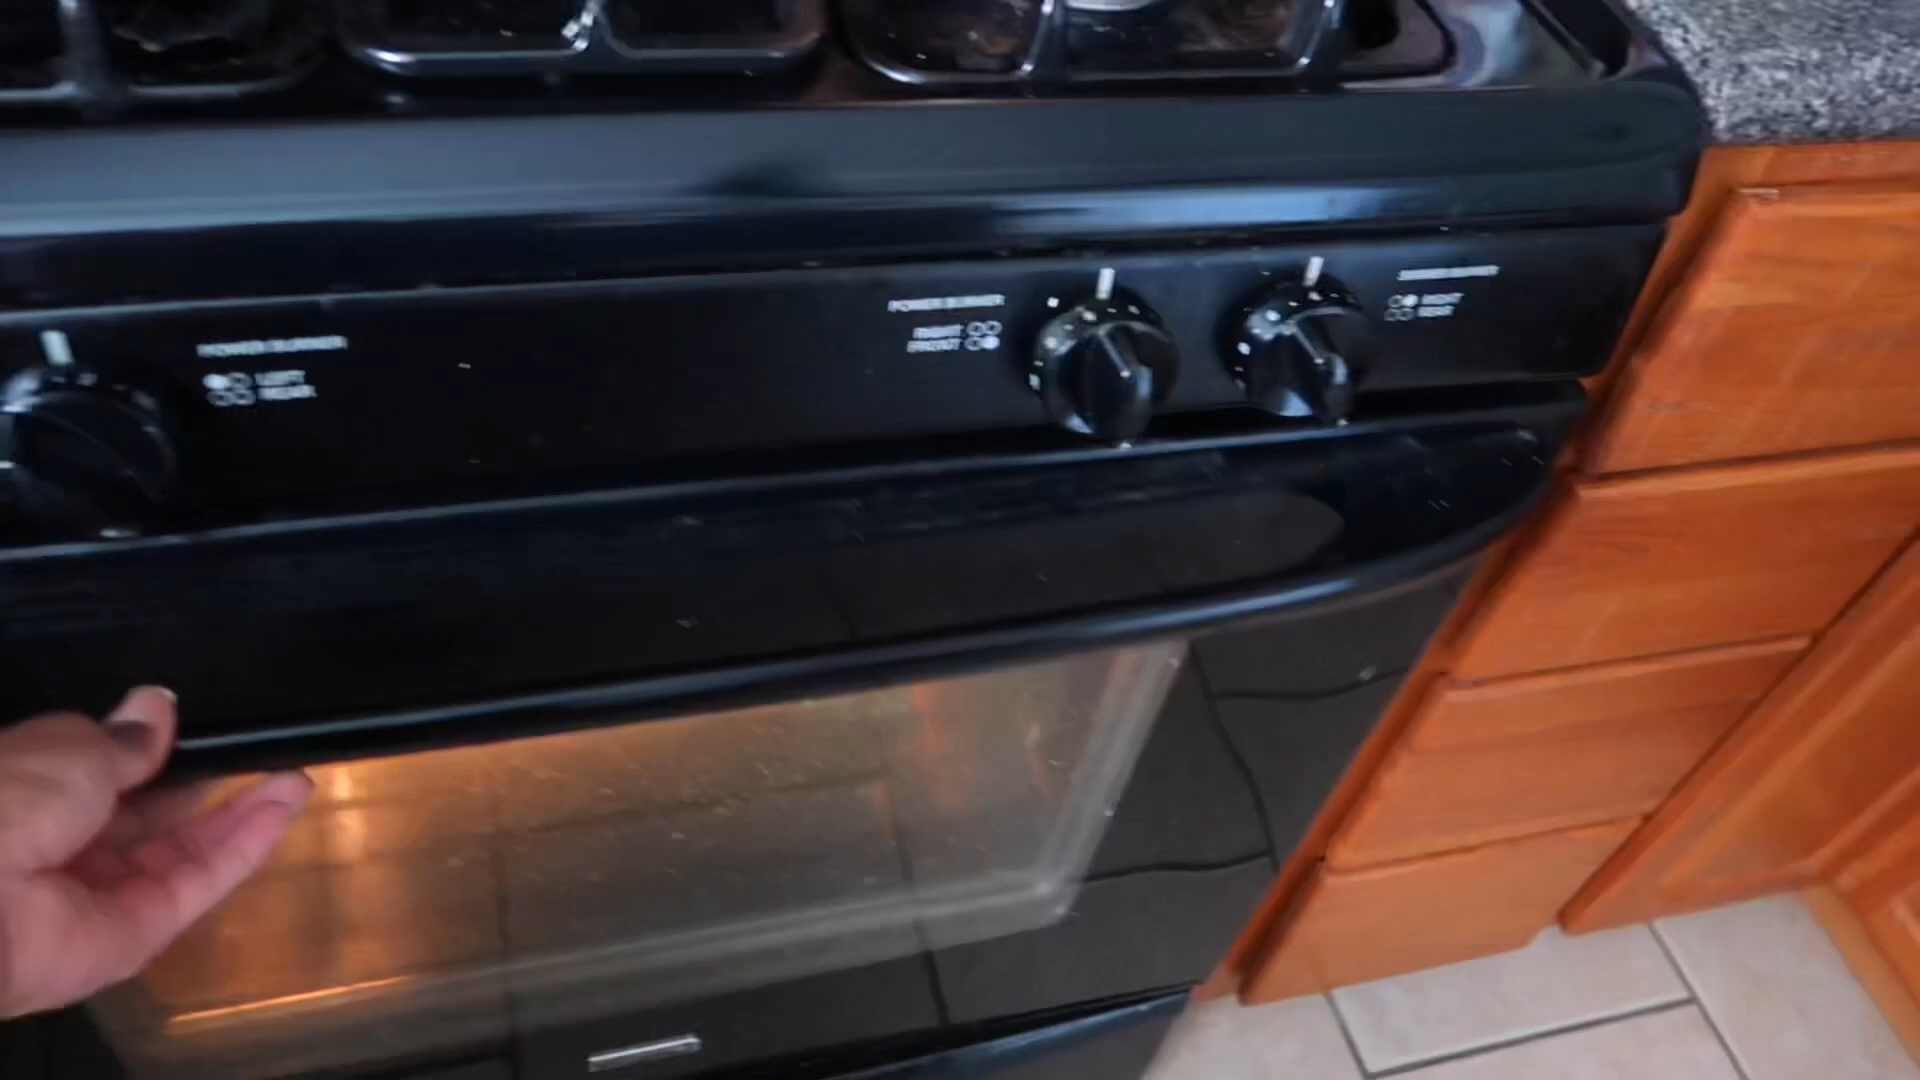 POWER BURNER
LEFT
REAR
POWER BURNER
RIGHT
FRONT
RIGHT
REAR